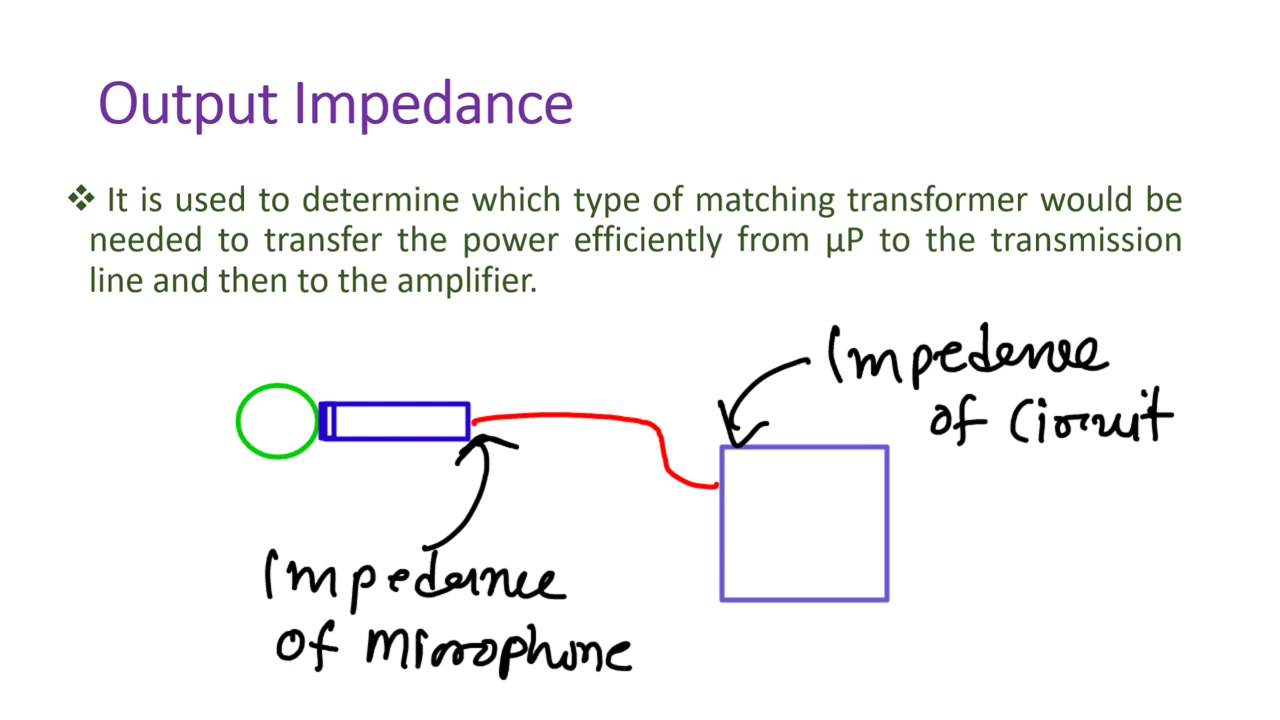 Output Impedance
❖ It is used to determine which type of matching transformer would be
needed to transfer the power efficiently from µP to the transmission
line and then to the amplifier.
Impedence
of Circuit
Impedance
of Microphone